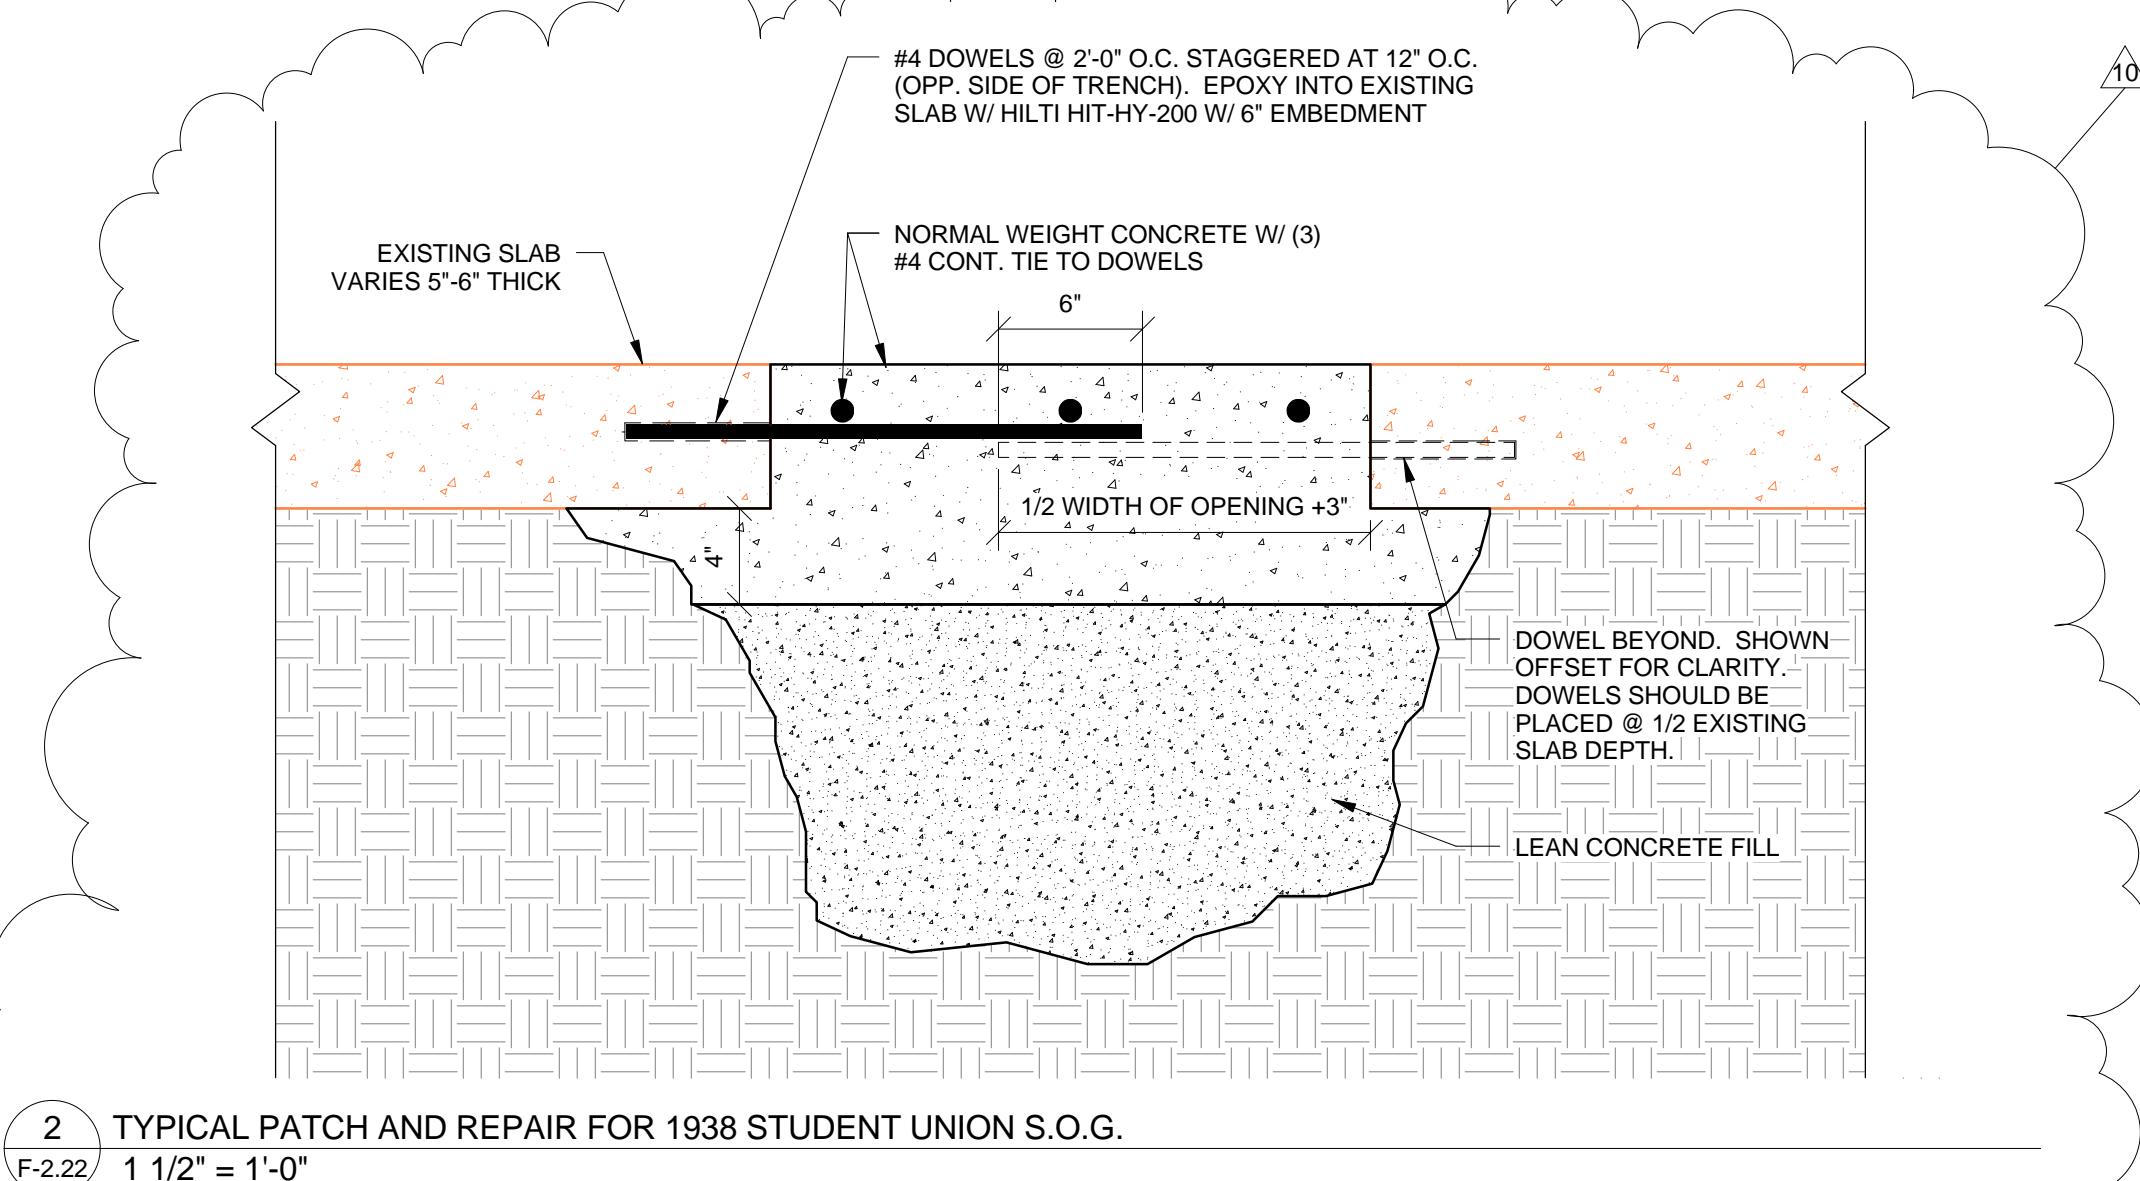 #4 DOWELS @ 2'-0" O.C. STAGGERED AT 12" O.C.
(OPP. SIDE OF TRENCH).  EPOXY INTO EXISTING
SLAB W/ HILTI HIT-HY-200 W/ 6" EMBEDMENT
10
EXISTING SLAB
VARIES 5"-6" THICK
NORMAL WEIGHT CONCRETE W/ (3)
#4 CONT. TIE TO DOWELS
6"
1/2 WIDTH OF OPENING +3"
4"
DOWEL BEYOND.  SHOWN
OFFSET FOR CLARITY.
DOWELS SHOULD BE
PLACED @ 1/2 EXISTING
SLAB DEPTH.
LEAN CONCRETE FILL
2
TYPICAL PATCH AND REPAIR FOR 1938 STUDENT UNION S.O.G.
F-2.22
1 1/2" = 1'-0"